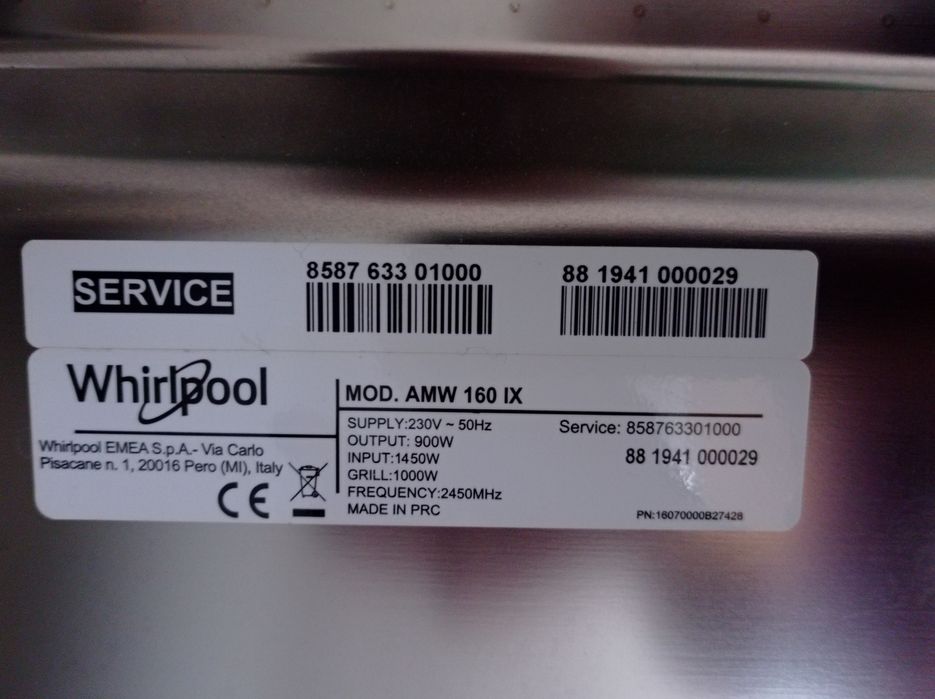 SERVICE
8587 633 01000
88 1941 000029
Whirlpool
Whirlpool EMEA S.p.A.- Via Carlo
Pisacane n. 1, 20016 Pero (MI), Italy
CE
MOD. AMW 160 IX
SUPPLY:230V ~ 50Hz
OUTPUT: 900W
INPUT:1450W
GRILL:1000W
FREQUENCY:2450MHz
MADE IN PRC
Service: 858763301000
88 1941 000029
PN:16070000B27428